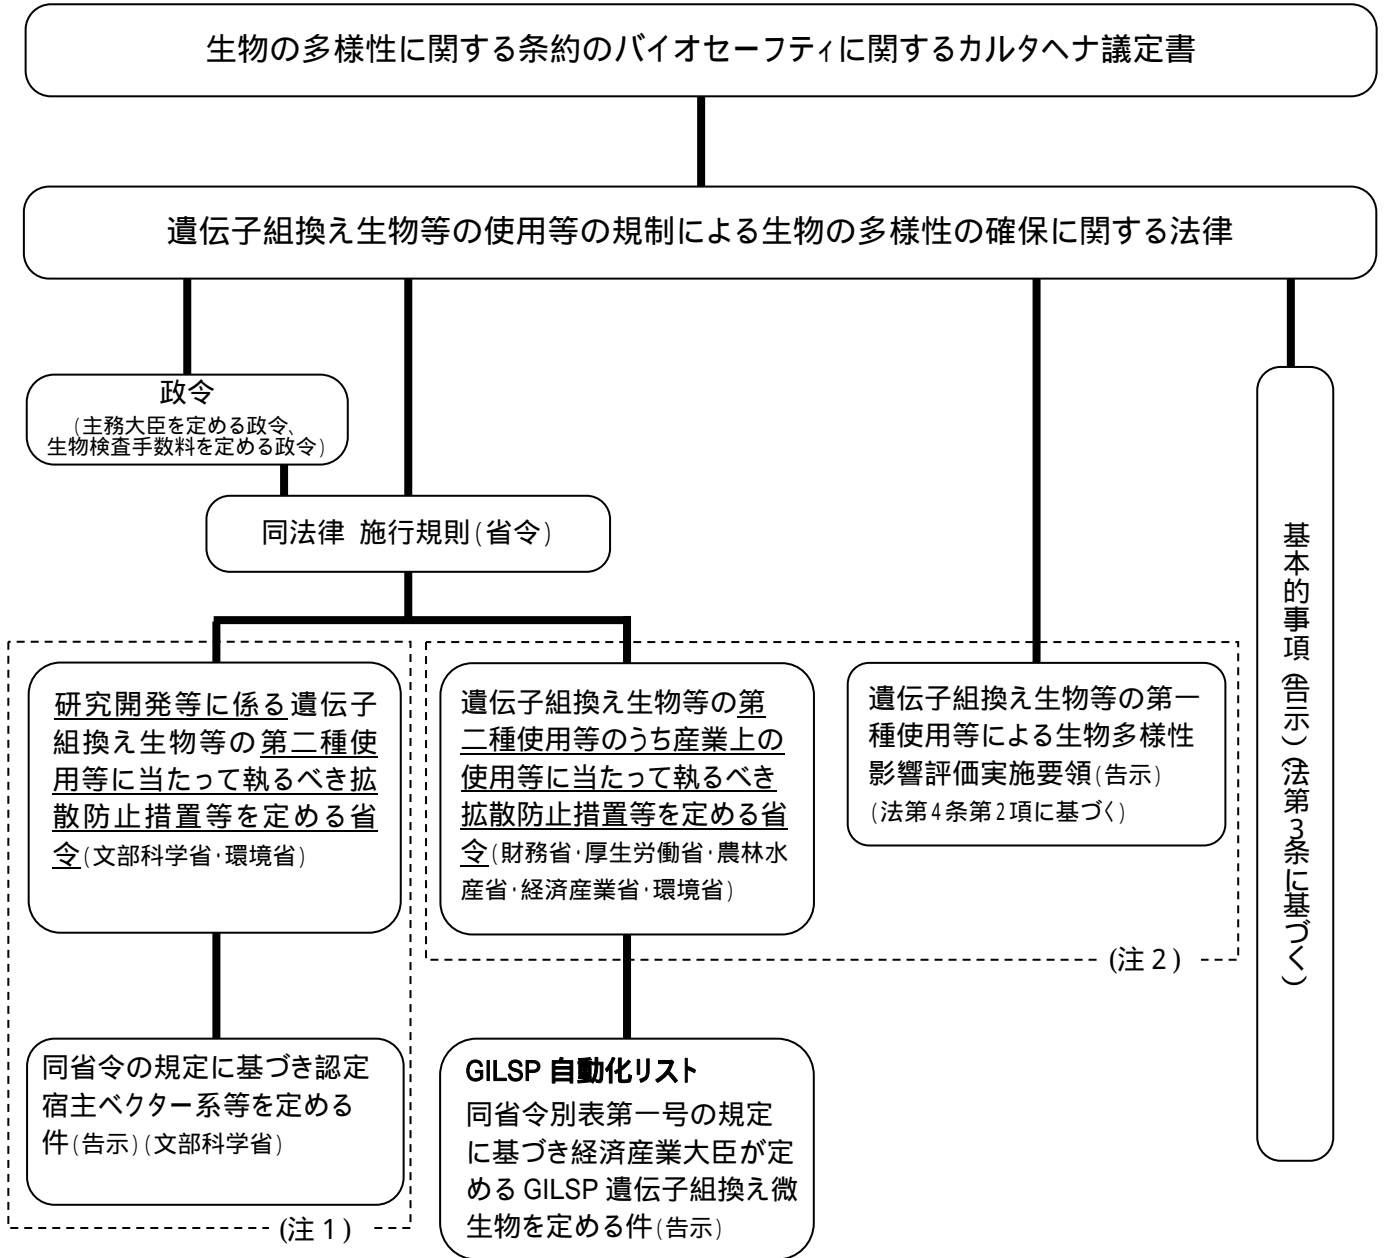 生物の多様性に関する条約のバイオセーフティに関するカルタヘナ議定書
遺伝子組換え生物等の使用等の規制による生物の多様性の確保に関する法律
政令
(主務大臣を定める政令、
生物検査手数料を定める政令)
同法律 施行規則(省令)
研究開発等に係る遺伝子
組換え生物等の第二種使
用等に当たって執るべき拡
散防止措置等を定める省
令(文部科学省・環境省)
遺伝子組換え生物等の第
二種使用等のうち産業上の
使用等に当たって執るべき
拡散防止措置等を定める省
令(財務省・厚生労働省・農林水
産省・経済産業省・環境省)
遺伝子組換え生物等の第一
種使用等による生物多様性
影響評価実施要領(告示)
(法第4条第2項に基づく)
基本的事項(告示)(法第3条に基づく)
(注2)
同省令の規定に基づき認定
宿主ベクター系等を定める
件(告示)(文部科学省)
(注1)
GILSP 自動化リスト
同省令別表第一号の規定
に基づき経済産業大臣が定
める GILSP 遺伝子組換え微
生物を定める件(告示)